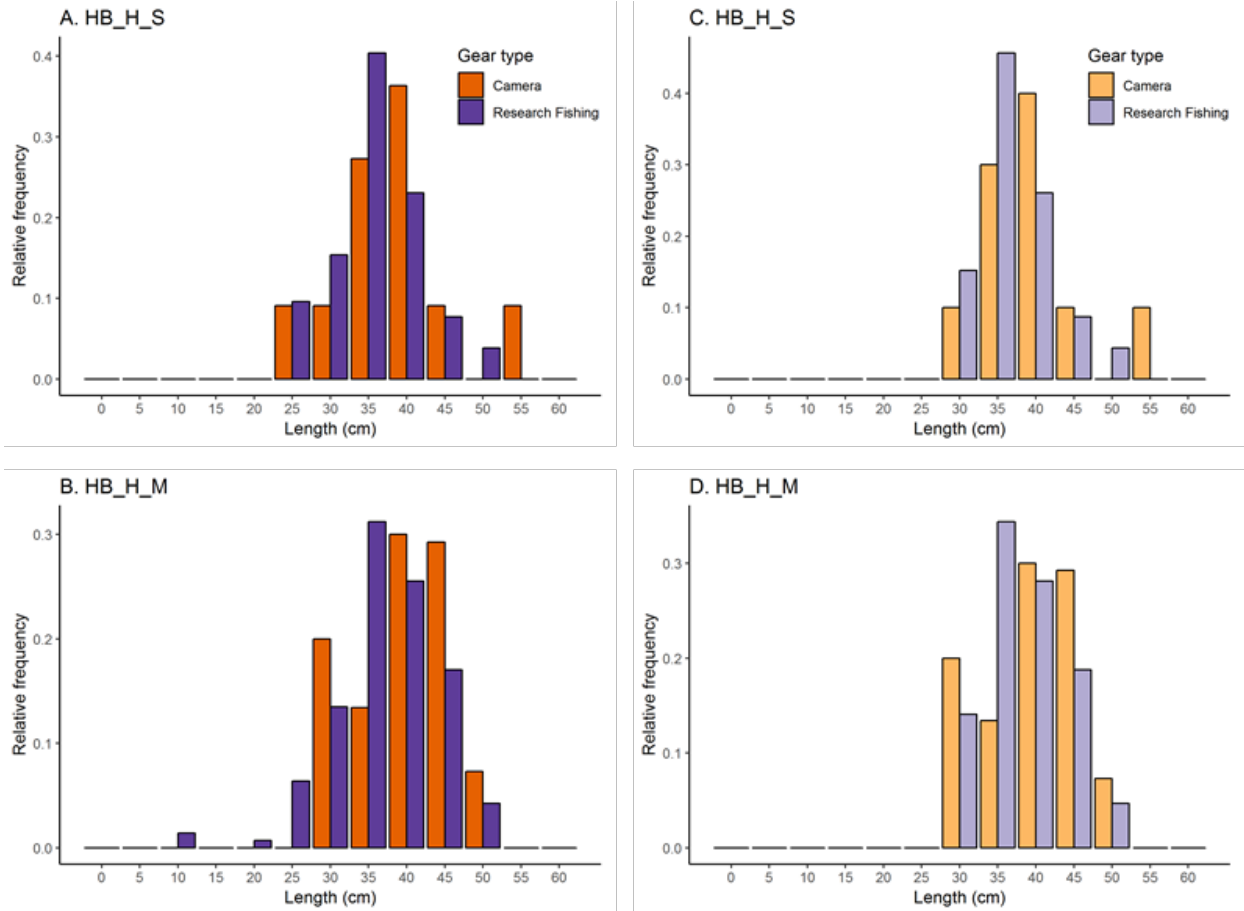 A. HB_H_S
Gear type
Camera
Research Fishing
Relative frequency
0.4
0.3
0.2
0.1
0.0
0 5 10 15 20 25 30 35 40 45 50 55 60
Length (cm)
C. HB_H_S
Gear type
Camera
Research Fishing
Relative frequency
0.4
0.3
0.2
0.1
0.0
0 5 10 15 20 25 30 35 40 45 50 55 60
Length (cm)
B. HB_H_M
Relative frequency
0.3
0.2
0.1
0.0
0 5 10 15 20 25 30 35 40 45 50 55 60
Length (cm)
D. HB_H_M
Relative frequency
0.3
0.2
0.1
0.0
0 5 10 15 20 25 30 35 40 45 50 55 60
Length (cm)